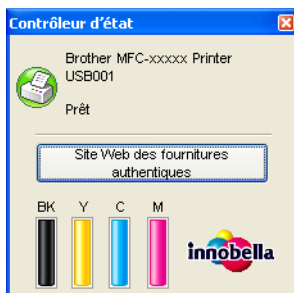 Contrôleur d'état
Brother MFC-xxxxx Printer
USB001
Prêt
Site Web des fournitures
authentiques
BK Y C M
innobella